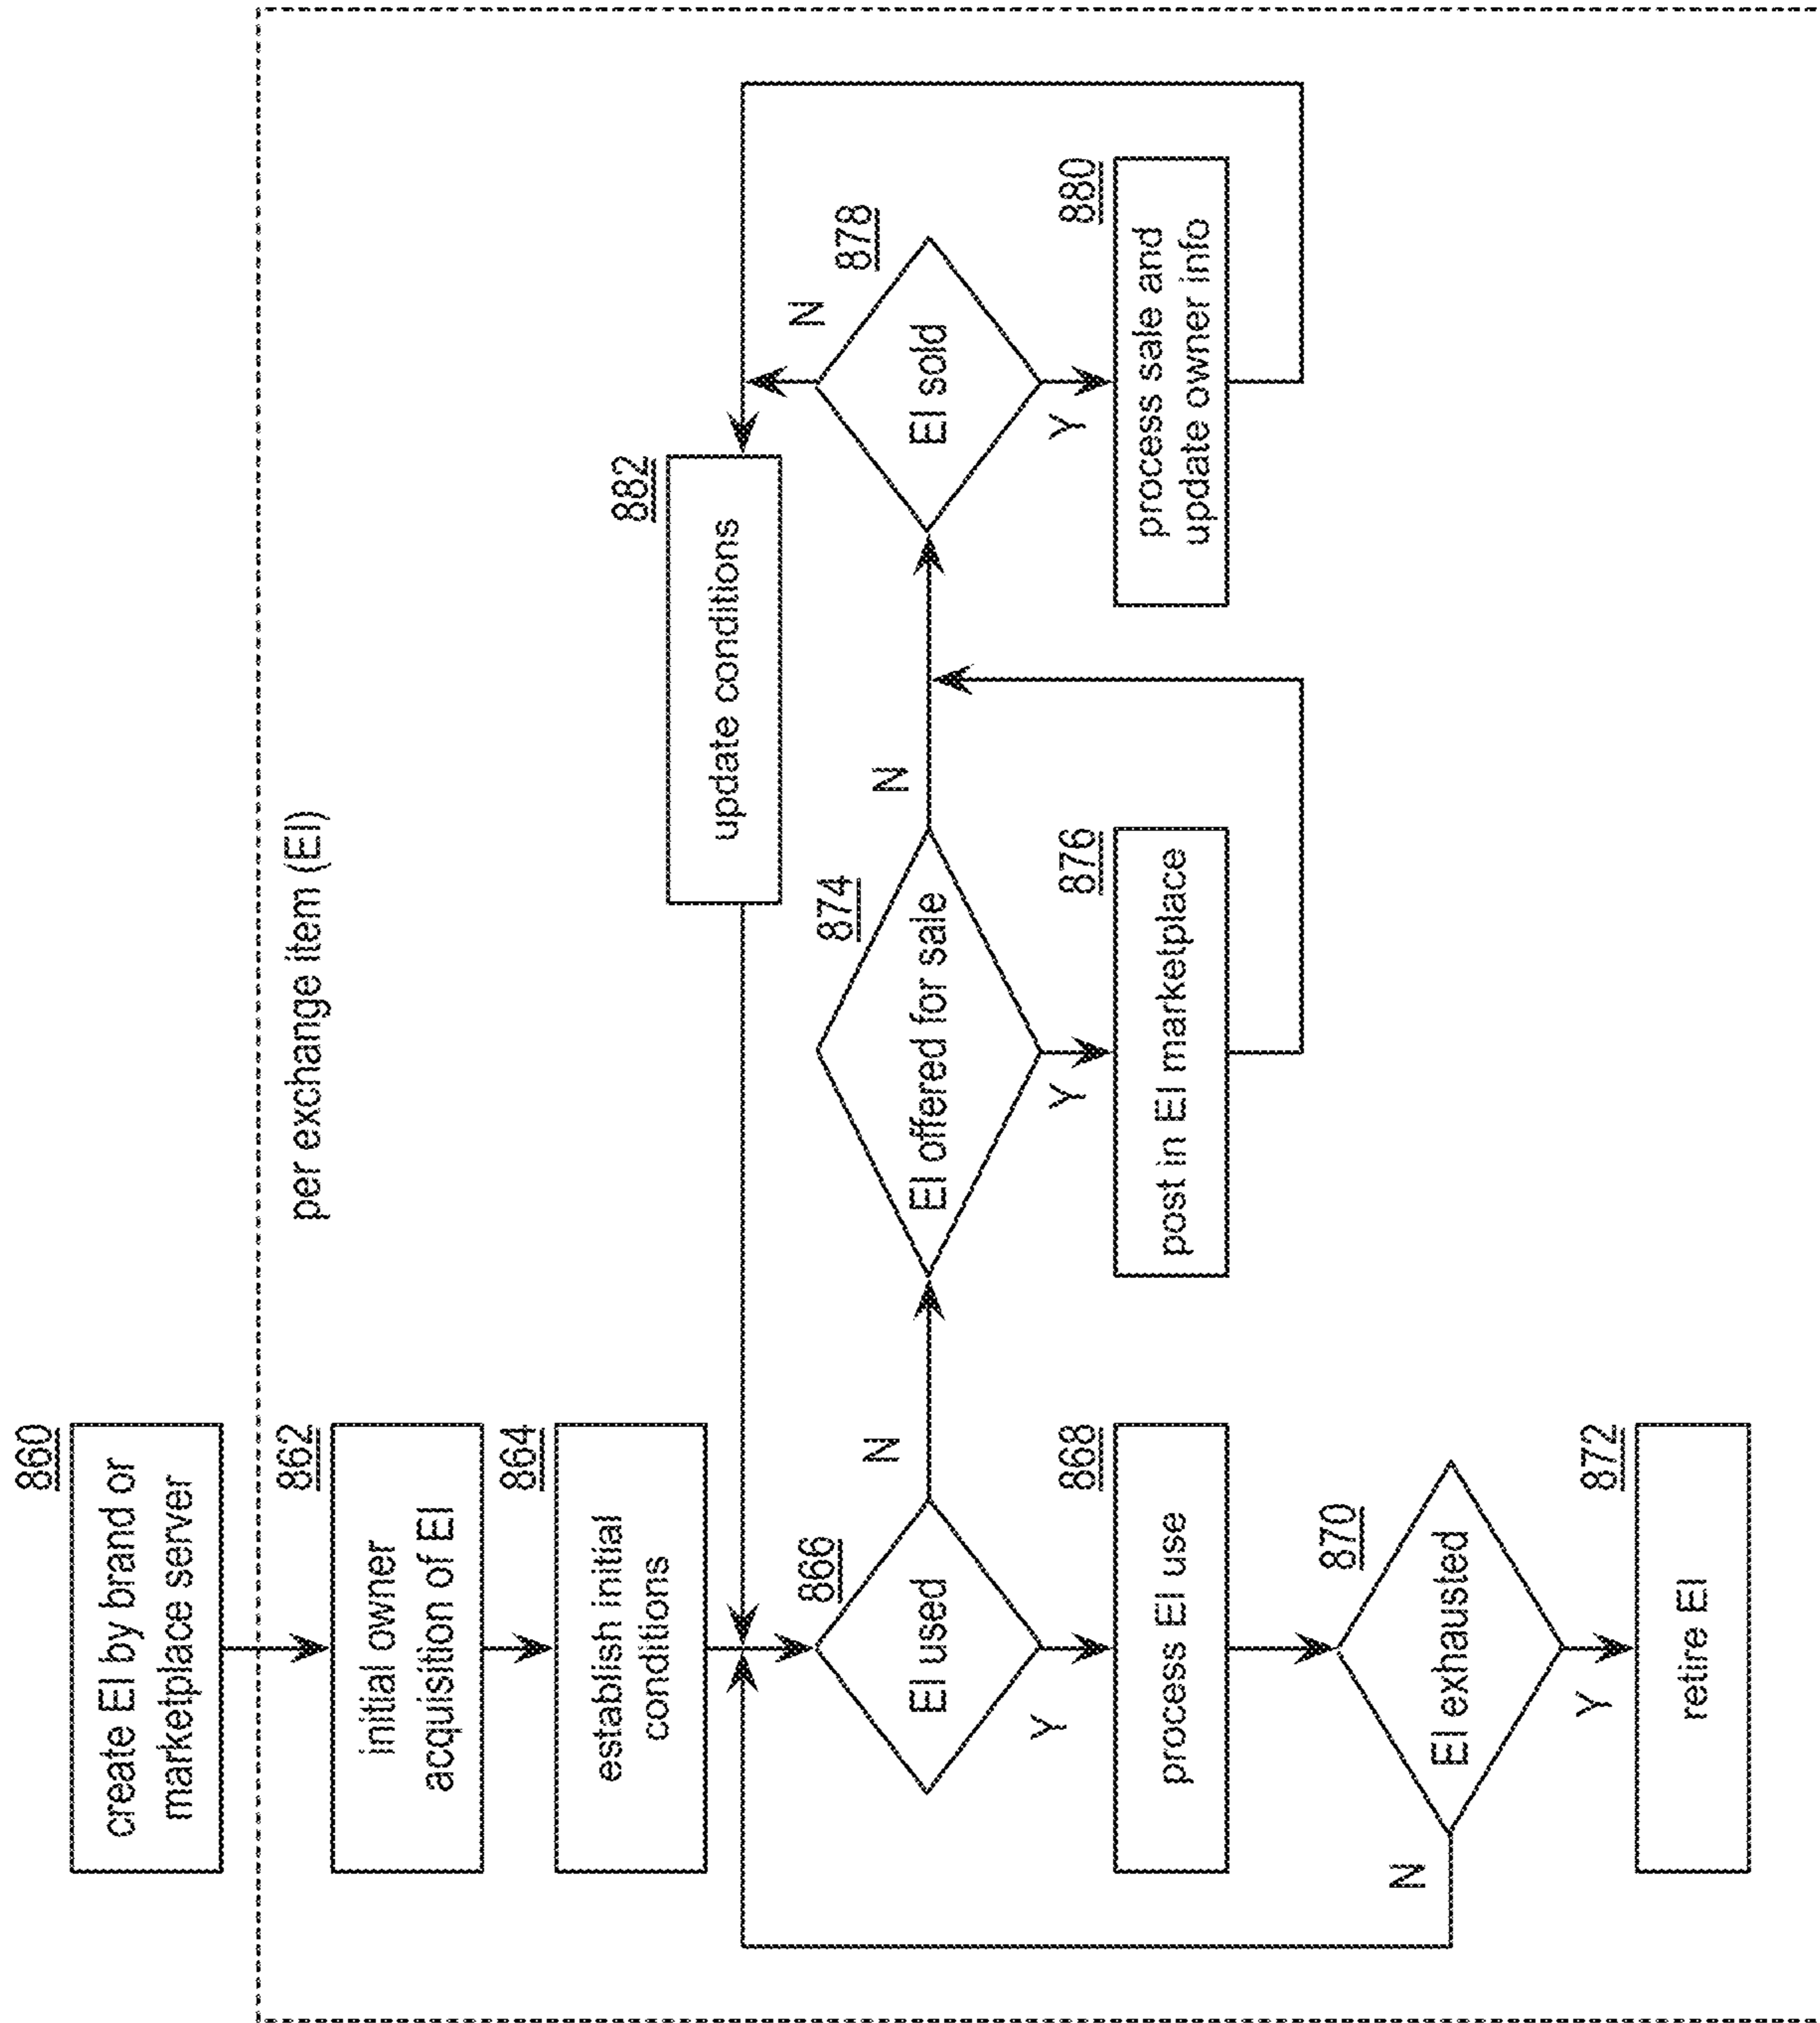 860
create EI by brand or
marketplace server
per exchange item (EI)
862
initial owner
acquisition of EI
864
establish initial
conditions
866
EI used
N
Y
868
process EI use
870
EI exhausted
N
Y
872
retire EI
874
EI offered for sale
N
Y
876
post in EI marketplace
878
EI sold
N
Y
880
process sale and
update owner info
882
update conditions